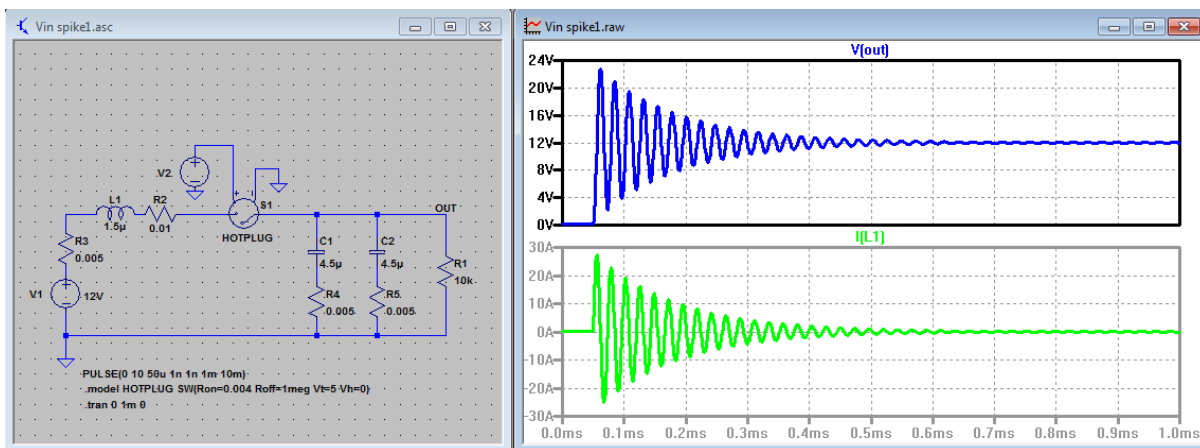 Vin spike1.asc
V2
L1
R2
S1
OUT
1.5µ
0.01
HOTPLUG
R3
0.005
C1
C2
4.5µ
4.5µ
R1
10k
V1
12V
R4
R5
0.005
0.005
PULSE(0 10 50u 1n 1n 1m 10m)
.model HOTPLUG SW(Ron=0.004 Roff=1meg Vt=5 Vh=0)
.tran 0 1m 0
Vin spike1.raw
V(out)
24V
20V
16V
12V
8V
4V
0V
I(L1)
30A
20A
10A
0A
-10A
-20A
-30A
0.0ms 0.1ms 0.2ms 0.3ms 0.4ms 0.5ms 0.6ms 0.7ms 0.8ms 0.9ms 1.0ms